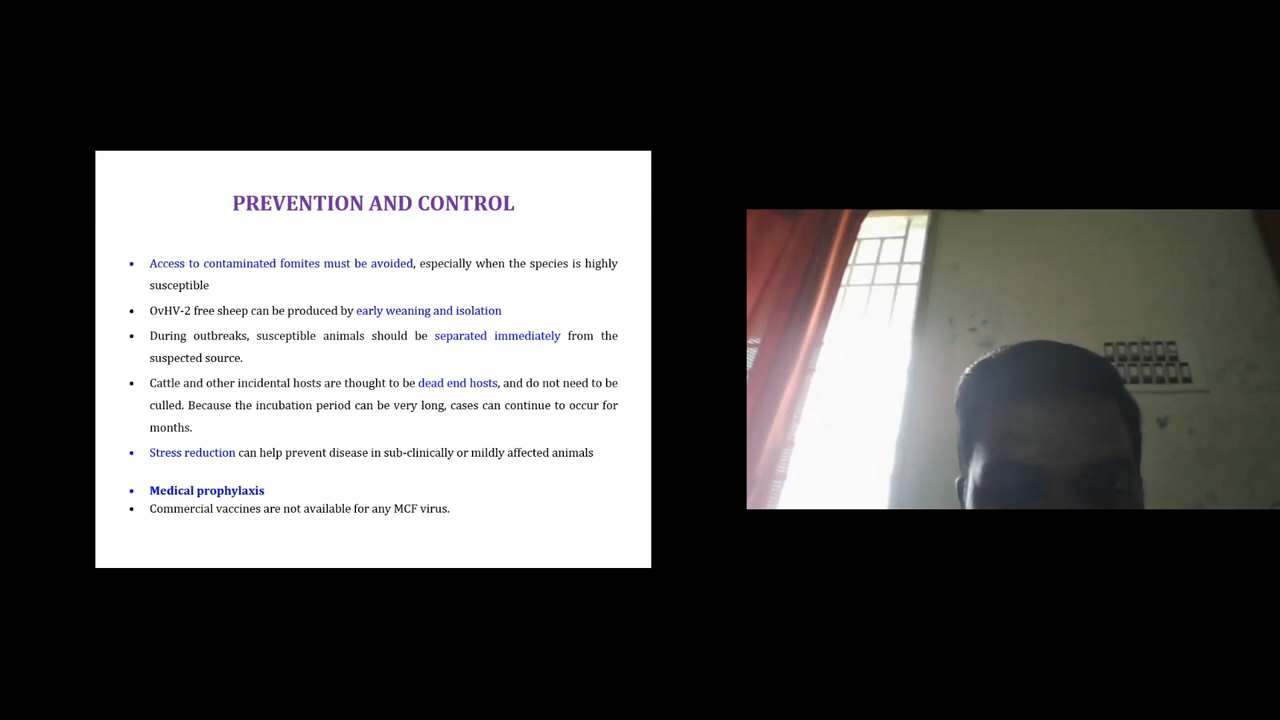 PREVENTION AND CONTROL
• Access to contaminated fomites must be avoided, especially when the species is highly
susceptible
• OvHV-2 free sheep can be produced by early weaning and isolation
• During outbreaks, susceptible animals should be separated immediately from the
suspected source.
• Cattle and other incidental hosts are thought to be dead end hosts, and do not need to be
culled. Because the incubation period can be very long, cases can continue to occur for
months.
• Stress reduction can help prevent disease in sub-clinically or mildly affected animals
• Medical prophylaxis
• Commercial vaccines are not available for any MCF virus.